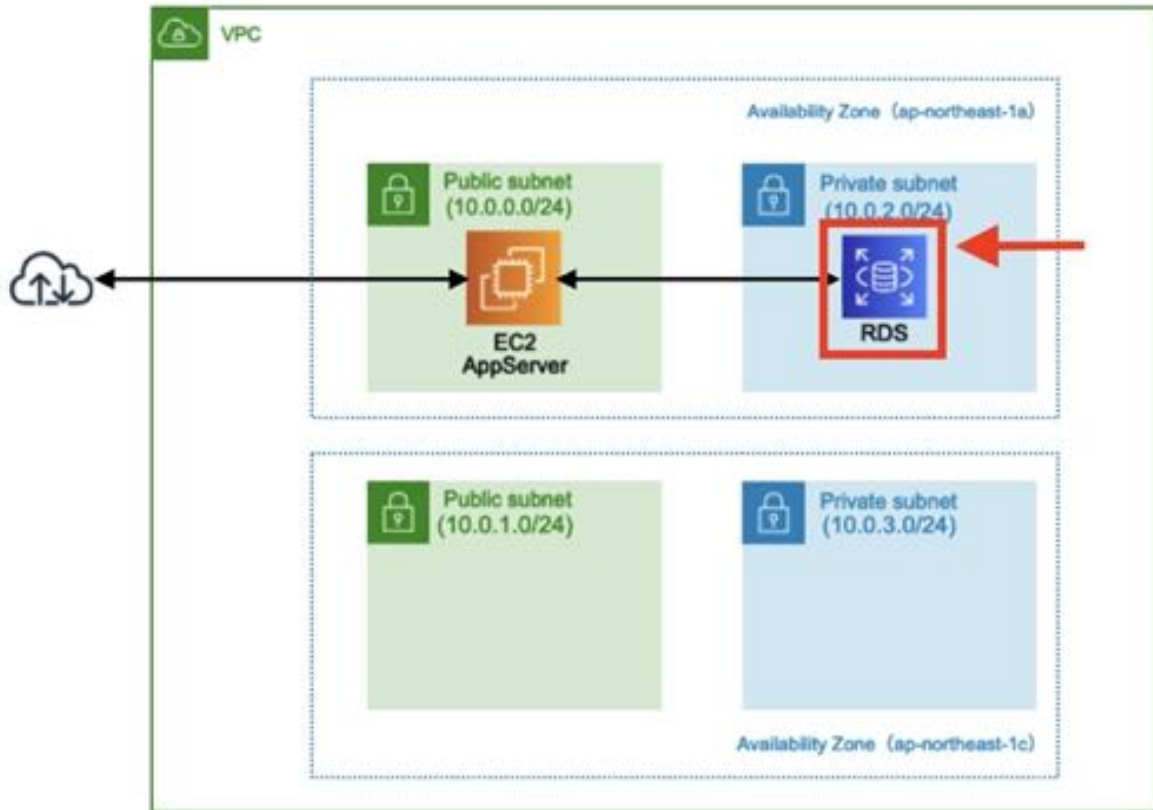 VPC
Availability Zone（ap-northeast-1a）
Public subnet
(10.0.0.0/24)
Private subnet
(10.0.2.0/24)
EC2
AppServer
RDS
Public subnet
(10.0.1.0/24)
Private subnet
(10.0.3.0/24)
Availability Zone（ap-northeast-1c）